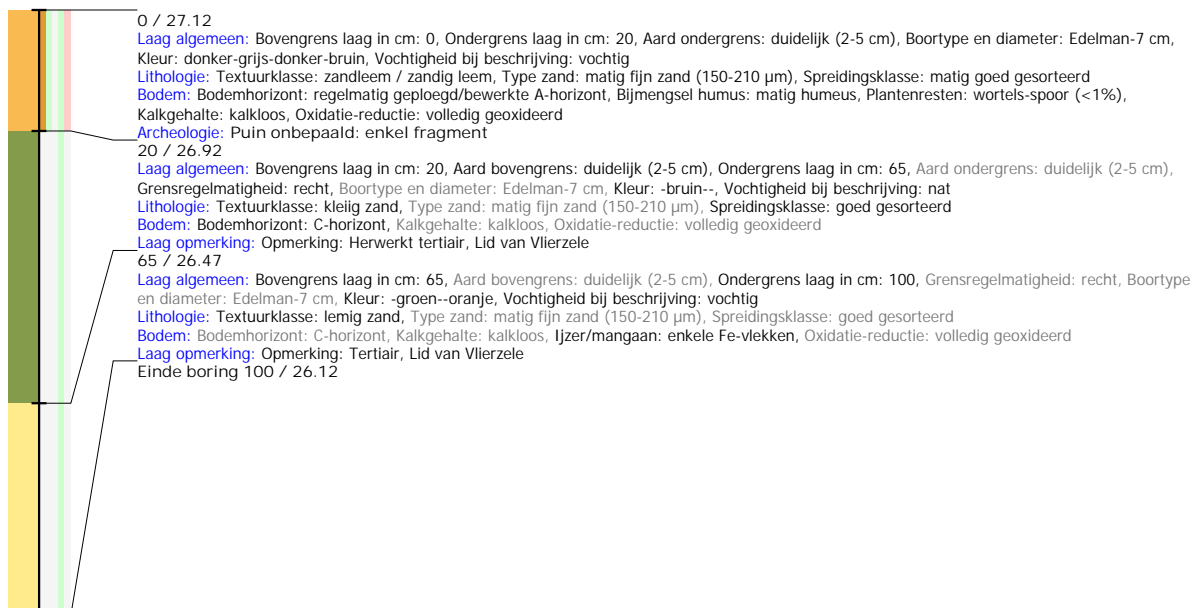 0 / 27.12
Laag algemeen: Bovengrens laag in cm: 0, Ondergrens laag in cm: 20, Aard ondergrens: duidelijk (2-5 cm), Boortype en diameter: Edelman-7 cm,
Kleur: donker-grijs-donker-bruin, Vochtigheid bij beschrijving: vochtig
Lithologie: Textuurklasse: zandleem / zandig leem, Type zand: matig fijn zand (150-210 µm), Spreidingsklasse: matig goed gesorteerd
Bodem: Bodemhorizont: regelmatig geploegd/bewerkte A-horizont, Bijmengsel humus: matig humeus, Plantenresten: wortels-spoor (<1%),
Kalkgehalte: kalkloos, Oxidatie-reductie: volledig geoxideerd
Archeologie: Puin onbepaald: enkel fragment
20 / 26.92
Laag algemeen: Bovengrens laag in cm: 20, Aard bovengrens: duidelijk (2-5 cm), Ondergrens laag in cm: 65, Aard ondergrens: duidelijk (2-5 cm),
Grensregelmatigheid: recht, Boortype en diameter: Edelman-7 cm, Kleur: -bruin--, Vochtigheid bij beschrijving: nat
Lithologie: Textuurklasse: kleiig zand, Type zand: matig fijn zand (150-210 µm), Spreidingsklasse: goed gesorteerd
Bodem: Bodemhorizont: C-horizont, Kalkgehalte: kalkloos, Oxidatie-reductie: volledig geoxideerd
Laag opmerking: Opmerking: Herwerkt tertiair, Lid van Vlierzele
65 / 26.47
Laag algemeen: Bovengrens laag in cm: 65, Aard bovengrens: duidelijk (2-5 cm), Ondergrens laag in cm: 100, Grensregelmatigheid: recht, Boortype
en diameter: Edelman-7 cm, Kleur: -groen--oranje, Vochtigheid bij beschrijving: vochtig
Lithologie: Textuurklasse: lemig zand, Type zand: matig fijn zand (150-210 µm), Spreidingsklasse: goed gesorteerd
Bodem: Bodemhorizont: C-horizont, Kalkgehalte: kalkloos, Ijzer/mangaan: enkele Fe-vlekken, Oxidatie-reductie: volledig geoxideerd
Laag opmerking: Opmerking: Tertiair, Lid van Vlierzele
Einde boring 100 / 26.12